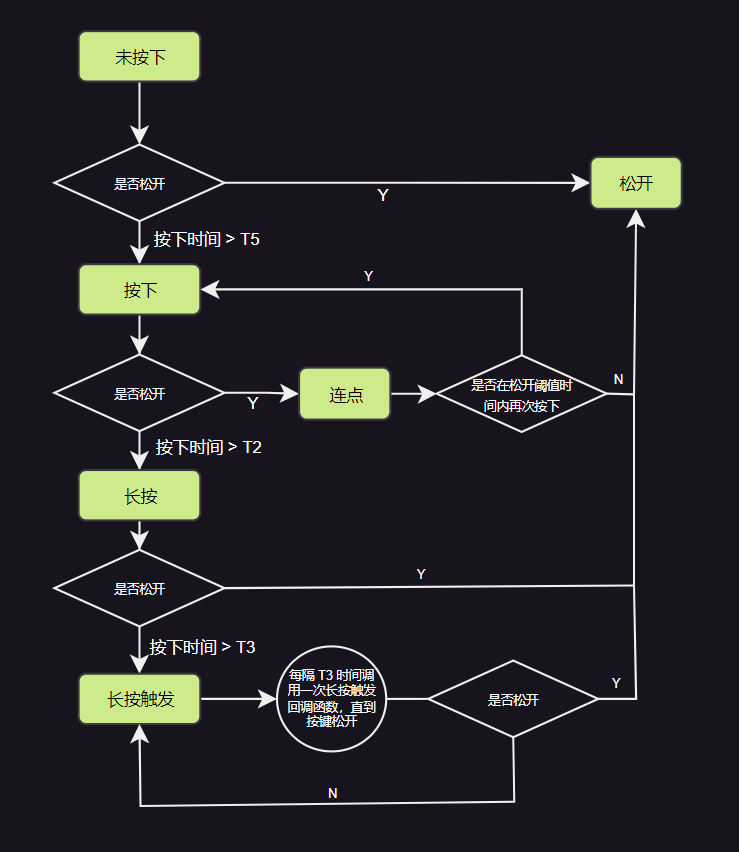 未按下
是否松开
Y
松开
按下时间 > T5
按下
Y
是否松开
Y
连点
是否在松开阈值时
间内再次按下
N
按下时间 > T2
长按
是否松开
Y
按下时间 > T3
长按触发
每隔 T3 时间调
用一次长按触发
回调函数，直到
按键松开
是否松开
Y
N